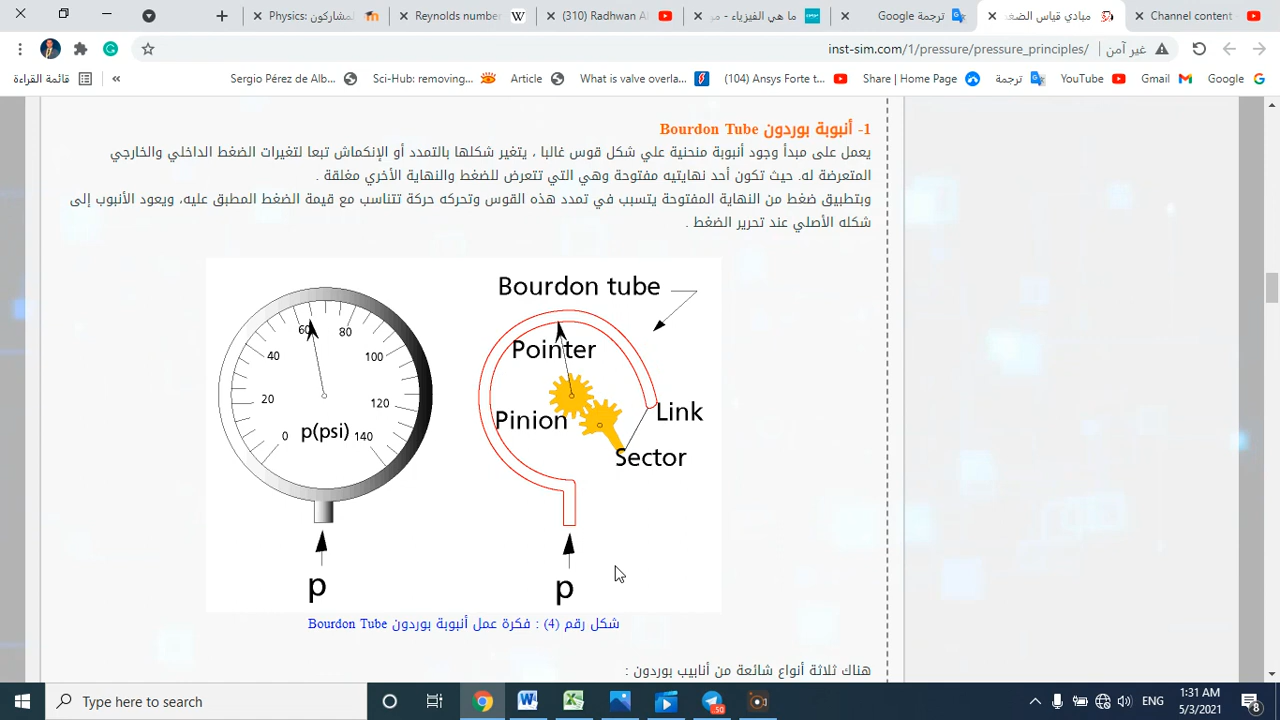 Physics: المشاركون
Reynolds number
(310) Radhwan Al
ما هي الفيزياء - مو
ترجمة Google
مبادي قياس الضغ
Channel content
غير آمن
inst-sim.com/1/pressure/pressure_principles/
قائمة القراءة
Sergio Pérez de Alb...
Sci-Hub: removing...
Article
What is valve overla...
(104) Ansys Forte t...
Share | Home Page
ترجمة
YouTube
Gmail
Google
1- أنبوبة بوردون Bourdon Tube
يعمل على مبدأ وجود أنبوبة منحنية علي شكل قوس غالبا ، يتغير شكلها بالتمدد أو الإنكماش تبعا لتغيرات الضغط الداخلي والخارجي
المتعرضة له. حيث تكون أحد نهايتيه مفتوحة وهي التي تتعرض للضغط والنهاية الأخري مغلقة .
وبتطبيق ضغط من النهاية المفتوحة يتسبب في تمدد هذه القوس وتحركه حركة تتناسب مع قيمة الضغط المطبق عليه، ويعود الأنبوب إلى
شكله الأصلي عند تحرير الضغط .
60
80
40
100
20
120
0
p(psi)
140
p
Bourdon tube
Pointer
Pinion
Link
Sector
p
شكل رقم (4) : فكرة عمل أنبوبة بوردون Bourdon Tube
هناك ثلاثة أنواع شائعة من أنابيب بوردون :
Type here to search
50
ENG
1:31 AM
5/3/2021
8